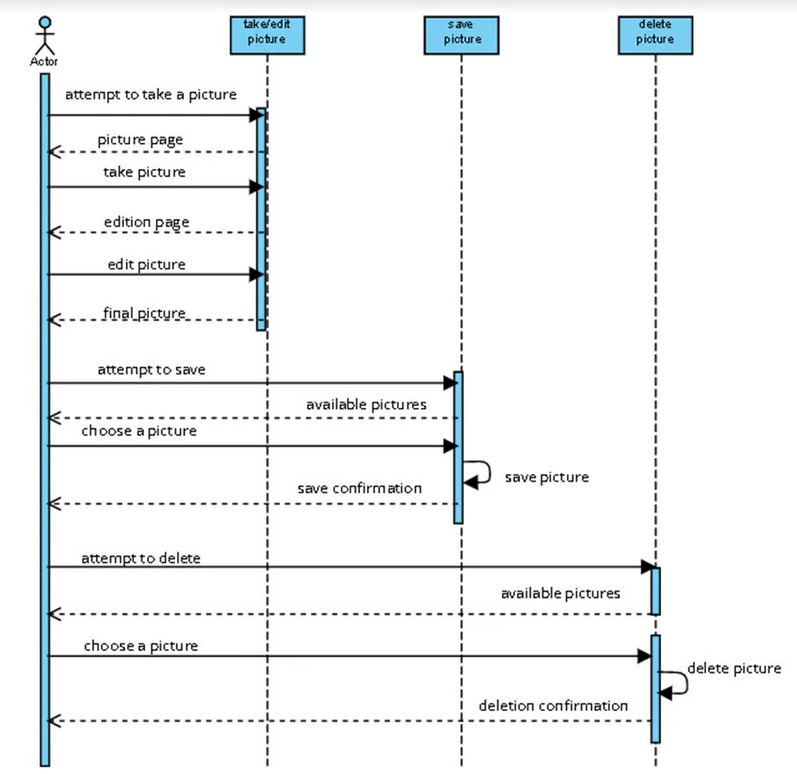 take/edit
picture
save
picture
delete
picture
Actor
attempt to take a picture
picture page
take picture
edition page
edit picture
final picture
attempt to save
available pictures
choose a picture
save picture
save confirmation
attempt to delete
available pictures
choose a picture
delete picture
deletion confirmation